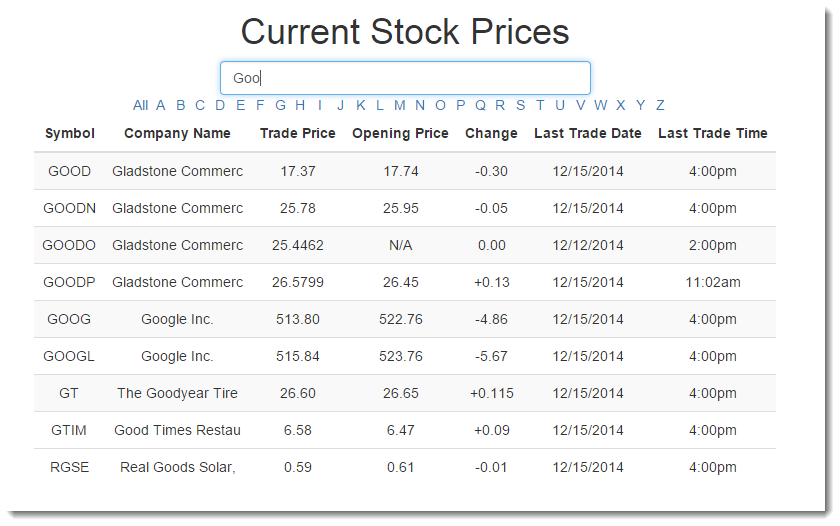 Current Stock Prices
Goo
All A B C D E F G H I J K L M N O P Q R S T U V W X Y Z
Symbol Company Name Trade Price Opening Price Change Last Trade Date Last Trade Time
GOOD Gladstone Commerc 17.37 17.74 -0.30 12/15/2014 4:00pm
GOODN Gladstone Commerc 25.78 25.95 -0.05 12/15/2014 4:00pm
GOODO Gladstone Commerc 25.4462 N/A 0.00 12/12/2014 2:00pm
GOODP Gladstone Commerc 26.5799 26.45 +0.13 12/15/2014 11:02am
GOOG Google Inc. 513.80 522.76 -4.86 12/15/2014 4:00pm
GOOGL Google Inc. 515.84 523.76 -5.67 12/15/2014 4:00pm
GT The Goodyear Tire 26.60 26.65 +0.115 12/15/2014 4:00pm
GTIM Good Times Restau 6.58 6.47 +0.09 12/15/2014 4:00pm
RGSE Real Goods Solar, 0.59 0.61 -0.01 12/15/2014 4:00pm